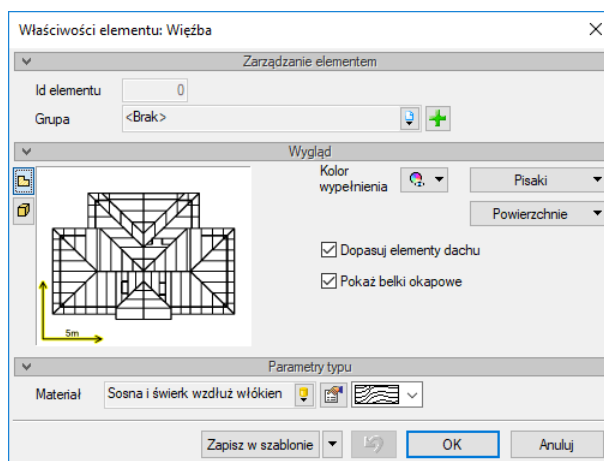 Właściwości elementu: Więźba
Zarządzanie elementem
Id elementu 0
Grupa <Brak>
Wygląd
Kolor
wypełnienia
Pisaki
Powierzchnie
Dopasuj elementy dachu
Pokaż belki okapowe
5m
Parametry typu
Materiał Sosna i świerk wzdłuż włókien
Zapisz w szablonie OK Anuluj